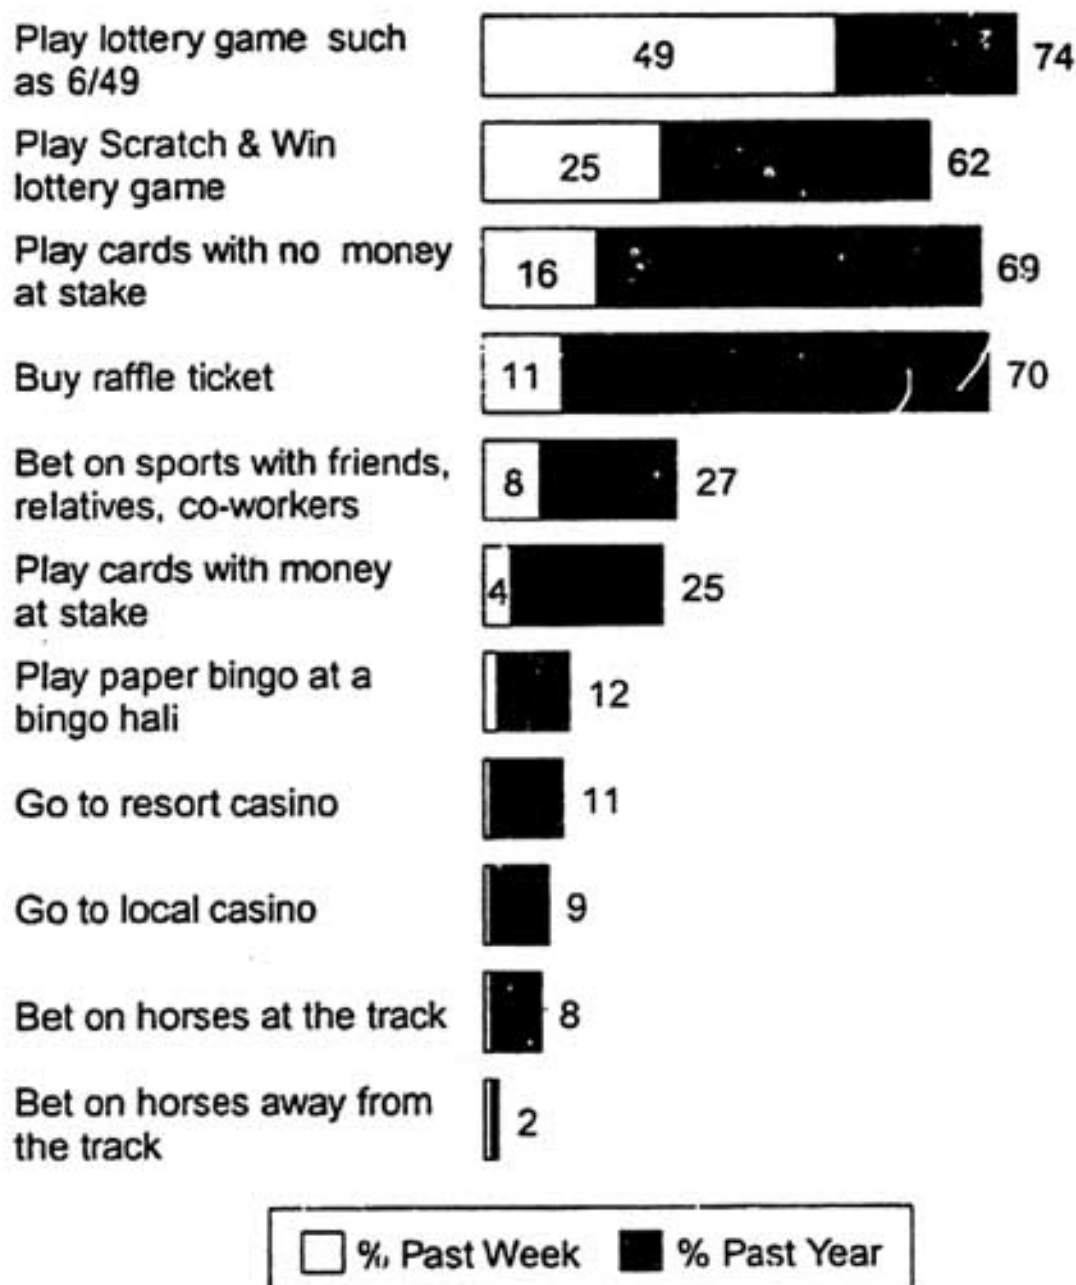 Play lottery game such
as 6/49
49
74
Play Scratch & Win
lottery game
25
62
Play cards with no money
at stake
16
69
Buy raffle ticket
11
70
Bet on sports with friends,
relatives, co-workers
8
27
Play cards with money
at stake
4
25
Play paper bingo at a
bingo hali
12
Go to resort casino
11
Go to local casino
9
Bet on horses at the track
8
Bet on horses away from
the track
2
% Past Week % Past Year